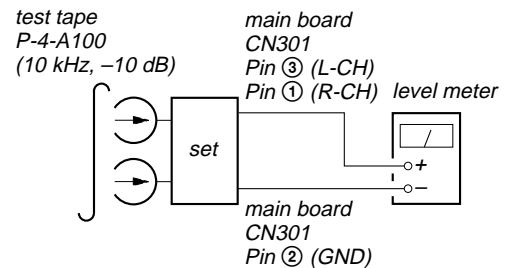 test tape
P-4-A100
(10 kHz, –10 dB)
main board
CN301
Pin ③ (L-CH)
Pin ① (R-CH)
level meter
set
+
–
main board
CN301
Pin ② (GND)